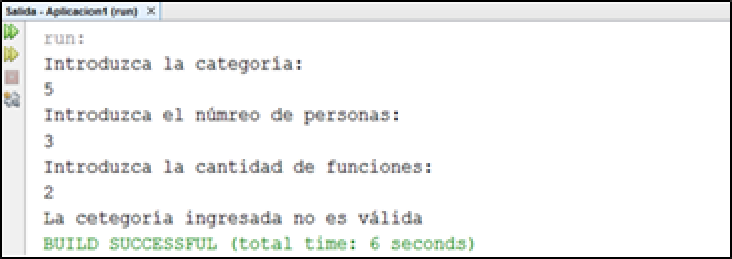 Salida - Aplicacion1 (run) ×
run:
Introduzca la categoría:
5
Introduzca el númreo de personas:
3
Introduzca la cantidad de funciones:
2
La cetegoría ingresada no es válida
BUILD SUCCESSFUL (total time: 6 seconds)